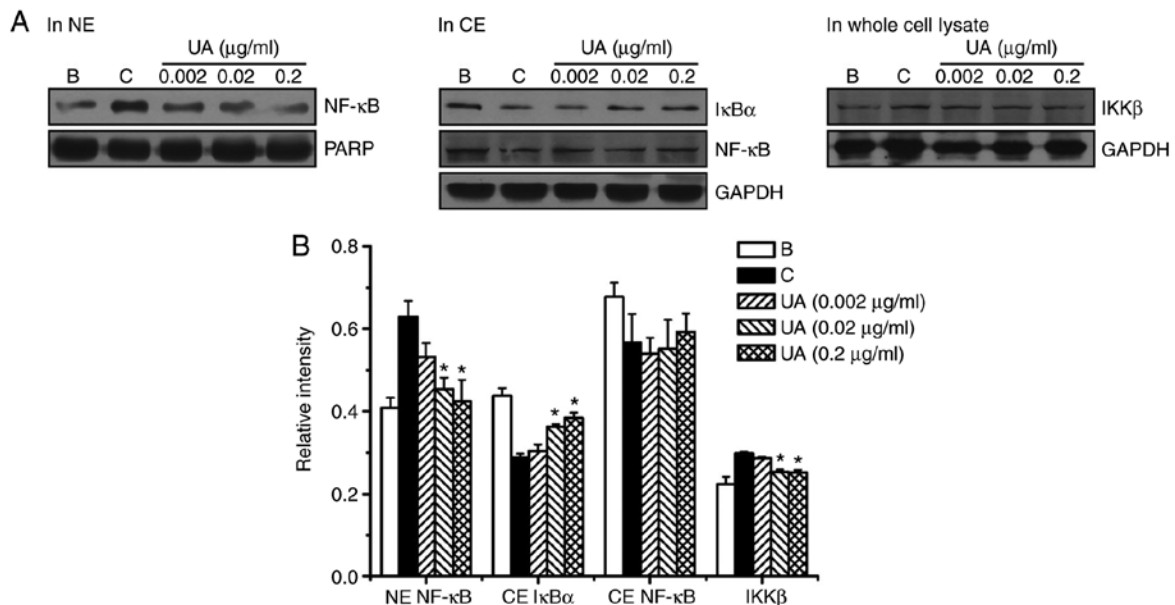 A
In NE
UA (μg/ml)
B C 0.002 0.02 0.2
NF-κB
PARP
In CE
UA (μg/ml)
B C 0.002 0.02 0.2
IκBα
NF-κB
GAPDH
In whole cell lysate
UA (μg/ml)
B C 0.002 0.02 0.2
IKKβ
GAPDH
B
Relative intensity
0.8
0.6
0.4
0.2
0.0
* *
* *
* *
NE NF-κB CE IκBα CE NF-κB IKKβ
B
C
UA (0.002 μg/ml)
UA (0.02 μg/ml)
UA (0.2 μg/ml)